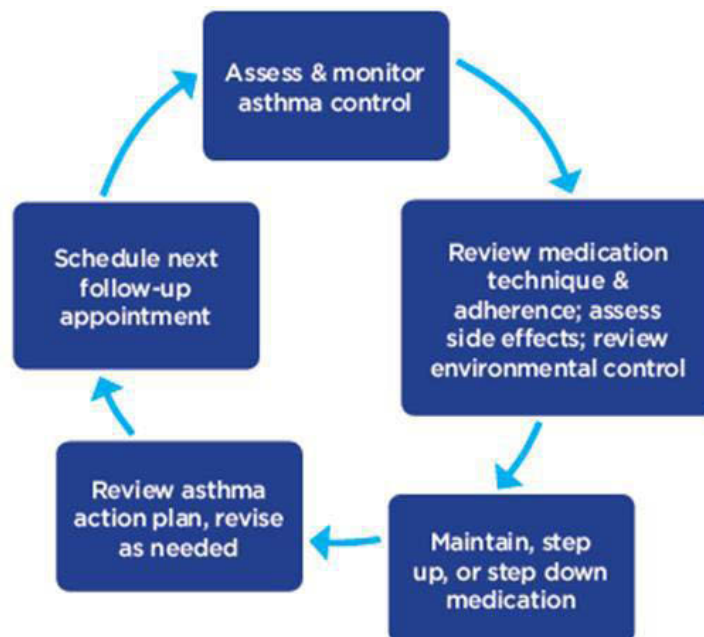 Assess & monitor
asthma control
Review medication
technique &
adherence; assess
side effects; review
environmental control
Maintain, step
up, or step down
medication
Review asthma
action plan, revise
as needed
Schedule next
follow-up
appointment